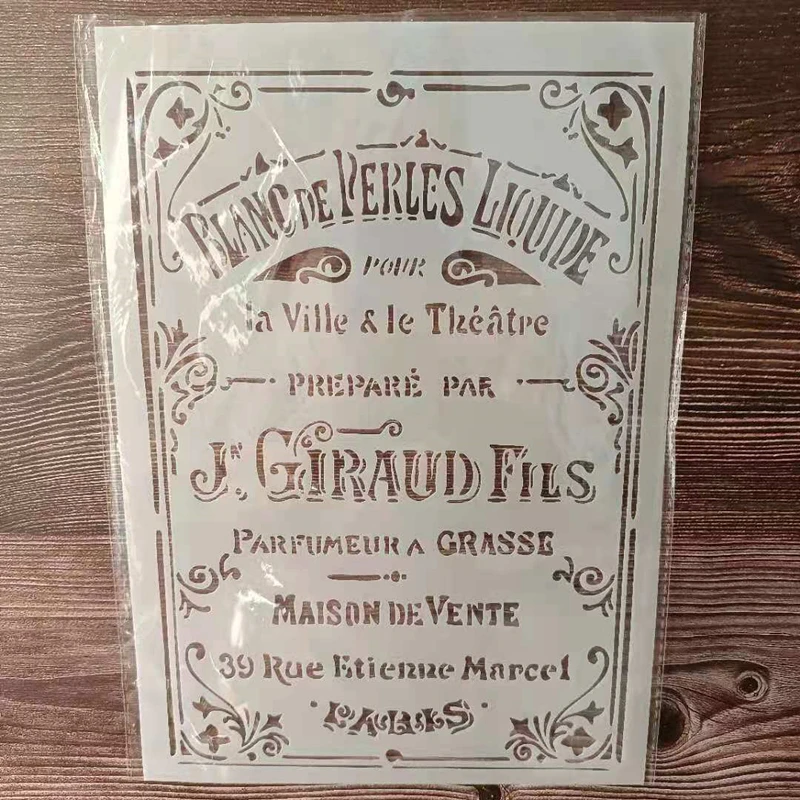 BLANC DE PERLES LIQUIDE
POUR
la Ville & le Théâtre
PREPARÉ PAR
Jn. GIRAUD FILS
PARFUMEUR A GRASSE
MAISON DE VENTE
39 Rue Etienne Marcel
PARIS